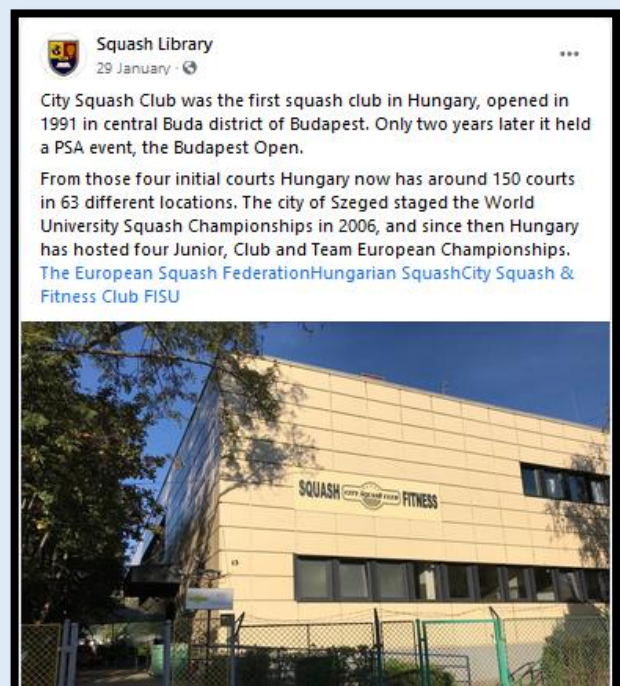 Squash Library
29 January ·
City Squash Club was the first squash club in Hungary, opened in
1991 in central Buda district of Budapest. Only two years later it held
a PSA event, the Budapest Open.
From those four initial courts Hungary now has around 150 courts
in 63 different locations. The city of Szeged staged the World
University Squash Championships in 2006, and since then Hungary
has hosted four Junior, Club and Team European Championships.
The European Squash FederationHungarian SquashCity Squash &
Fitness Club FISU
SQUASH CITY SQUASH CLUB FITNESS
13